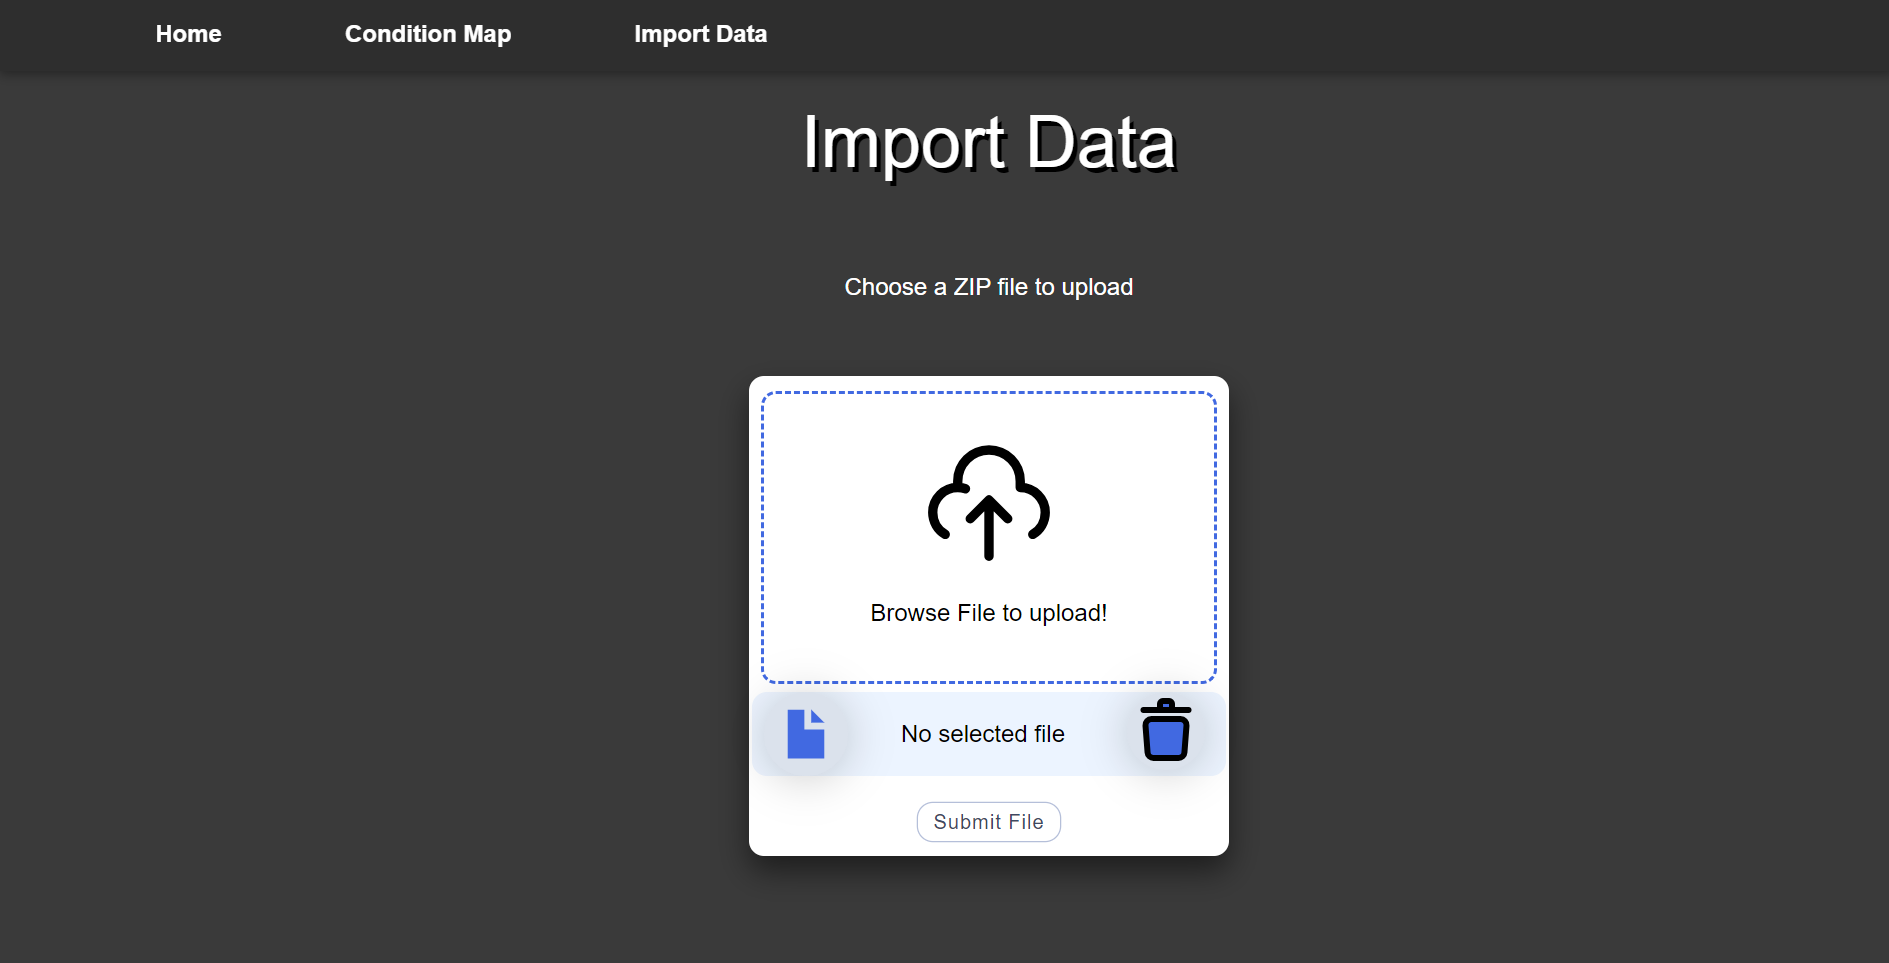 Home Condition Map Import Data
Import Data
Choose a ZIP file to upload
Browse File to upload!
No selected file
Submit File